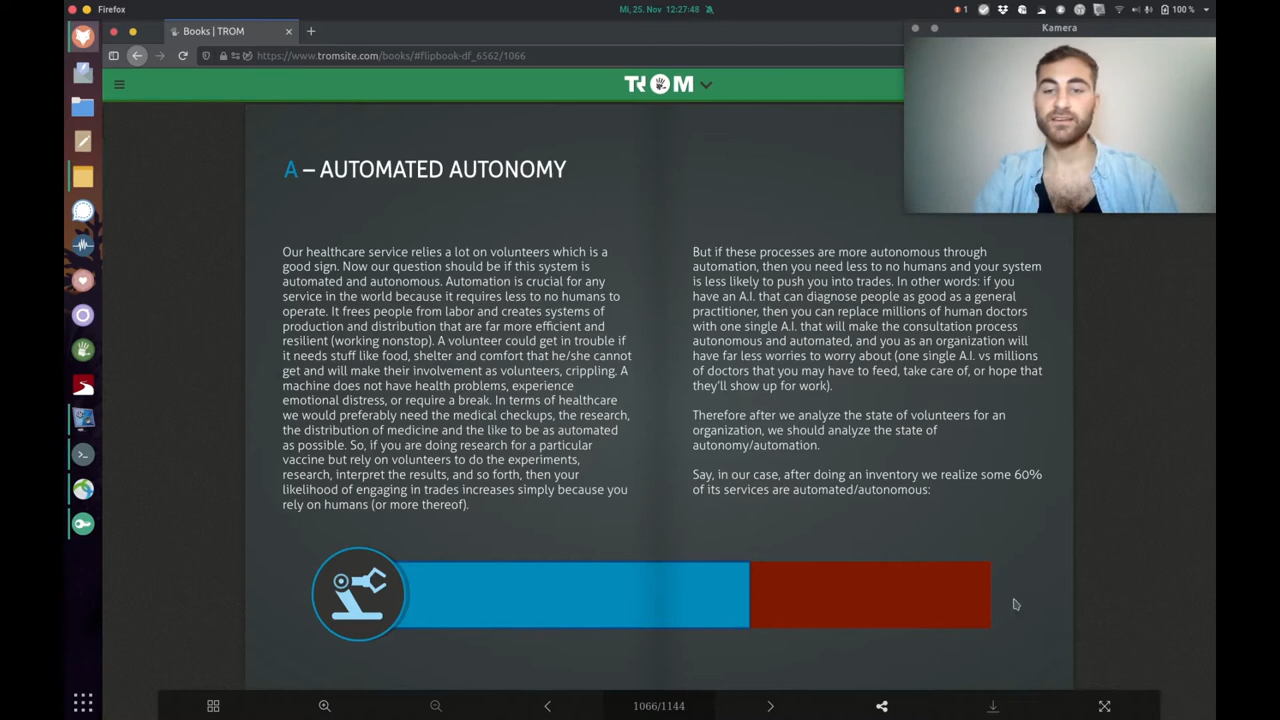 Firefox
Mi, 25. Nov 12:27:48
1
100 %
Books | TROM
https://www.tromsite.com/books/#flipbook-df_6562/1066
Kamera
TROM
A – AUTOMATED AUTONOMY
Our healthcare service relies a lot on volunteers which is a
good sign. Now our question should be if this system is
automated and autonomous. Automation is crucial for any
service in the world because it requires less to no humans to
operate. It frees people from labor and creates systems of
production and distribution that are far more efficient and
resilient (working nonstop). A volunteer could get in trouble if
it needs stuff like food, shelter and comfort that he/she cannot
get and will make their involvement as volunteers, crippling. A
machine does not have health problems, experience
emotional distress, or require a break. In terms of healthcare
we would preferably need the medical checkups, the research,
the distribution of medicine and the like to be as automated
as possible. So, if you are doing research for a particular
vaccine but rely on volunteers to do the experiments,
research, interpret the results, and so forth, then your
likelihood of engaging in trades increases simply because you
rely on humans (or more thereof).
But if these processes are more autonomous through
automation, then you need less to no humans and your system
is less likely to push you into trades. In other words: if you
have an A.I. that can diagnose people as good as a general
practitioner, then you can replace millions of human doctors
with one single A.I. that will make the consultation process
autonomous and automated, and you as an organization will
have far less worries to worry about (one single A.I. vs millions
of doctors that you may have to feed, take care of, or hope that
they'll show up for work).
Therefore after we analyze the state of volunteers for an
organization, we should analyze the state of
autonomy/automation.
Say, in our case, after doing an inventory we realize some 60%
of its services are automated/autonomous:
1066/1144